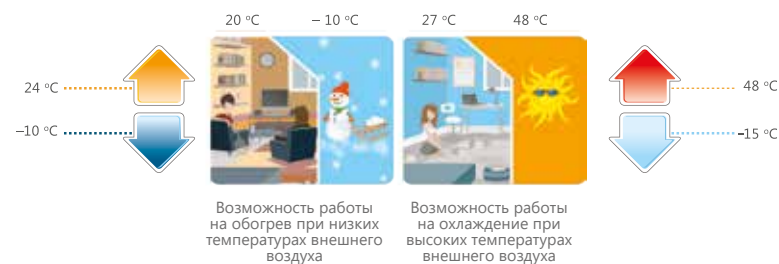 20 °C – 10 °C 27 °C 48 °C
24 °C 48 °C
–10 °C –15 °C
Возможность работы
на обогрев при низких
температурах внешнего
воздуха
Возможность работы
на охлаждение при
высоких температурах
внешнего воздуха